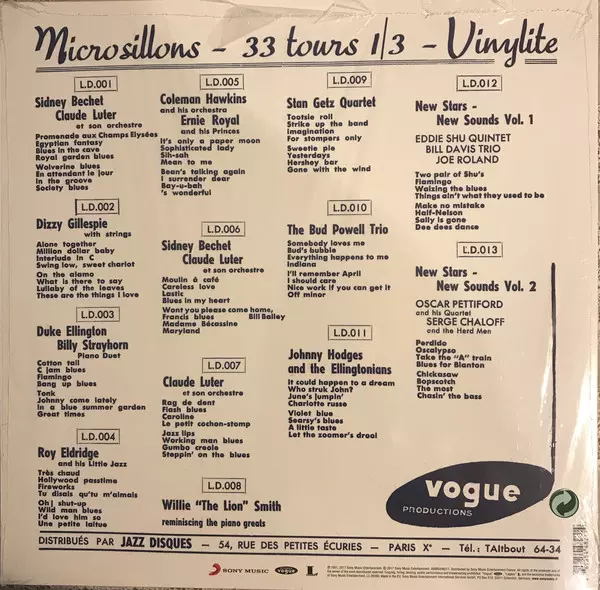 Microsillons - 33 tours 1/3 - Vinylite
L.D.001
Sidney Bechet
Claude Luter
et son orchestre
Promenade aux Champs Elysées
Egyptian fantasy
Blues in the cave
Royal garden blues
Wolverine blues
En attendant le jour
In the groove
Society blues
L.D.002
Dizzy Gillespie
with strings
Alone together
Million dollar baby
Interlude in C
Swing low, sweet chariot
On the alamo
What is there to say
Lullaby of the leaves
These are the things I love
L.D.003
Duke Ellington
Billy Strayhorn
Piano Duet
Cotton tail
C jam blues
Flamingo
Bang up blues
Tonk
Johnny come lately
In a blue summer garden
Great times
L.D.004
Roy Eldridge
and his Little Jazz
Très chaud
Hollywood passtime
Fireworks
Tu disais qu'tu m'aimais
Oh! shut-up
Wild man blues
I'd love him so
Une petite laitue
L.D.005
Coleman Hawkins
and his orchestra
Ernie Royal
and his Princes
It's only a paper moon
Sophisticated lady
Sih-sah
Mean to me
Bean's talking again
I surrender dear
Bay-u-bah
's wonderful
L.D.006
Sidney Bechet
Claude Luter
et son orchestre
Moulin à café
Careless love
Lastic
Blues in my heart
Wont you please come home,
Francis blues Bill Bailey
Madame Bécassine
Maryland
L.D.007
Claude Luter
et son orchestre
Rag de dent
Flash blues
Caroline
Le petit cochon-stomp
Jazz lips
Working man blues
Gumbo creole
Steppin' on the blues
L.D.008
Willie "The Lion" Smith
reminiscing the piano greals
L.D.009
Stan Getz Quartet
Tootsie roll
Strike up the band
Imagination
For stompers only
Sweetie pie
Yesterdays
Hershey bar
Gone with the wind
L.D.010
The Bud Powell Trio
Somebody loves me
Bud's bubble
Everything happens to me
Indiana
I'll remember April
I should care
Nice work if you can get it
Off minor
L.D.011
Johnny Hodges
and the Ellingtonians
It could happen to a dream
Who struk John?
June's jumpin'
Charlotte russe
Violet blue
Searsy's blues
A little taste
Let the zoomer's drool
L.D.012
New Stars -
New Sounds Vol. 1
EDDIE SHU QUINTET
BILL DAVIS TRIO
JOE ROLAND
Two pair of Shu's
Flamingo
Waxing the blues
Things ain't what they used to be
Make no mistake
Half-Nelson
Sally is gone
Dee dees dance
L.D.013
New Stars -
New Sounds Vol. 2
OSCAR PETTIFORD
and his Quartet
SERGE CHALOFF
and the Herd Men
Perdido
Oscalypso
Take the "A" train
Blues for Blanton
Chickasaw
Bopscotch
The most
Chasin' the bass
vogue
PRODUCTIONS
DISTRIBUÉS PAR JAZZ DISQUES - 54, RUE DES PETITES ÉCURIES - PARIS Xe - Tél.: TAItbout 64-34
SONY MUSIC vogue L